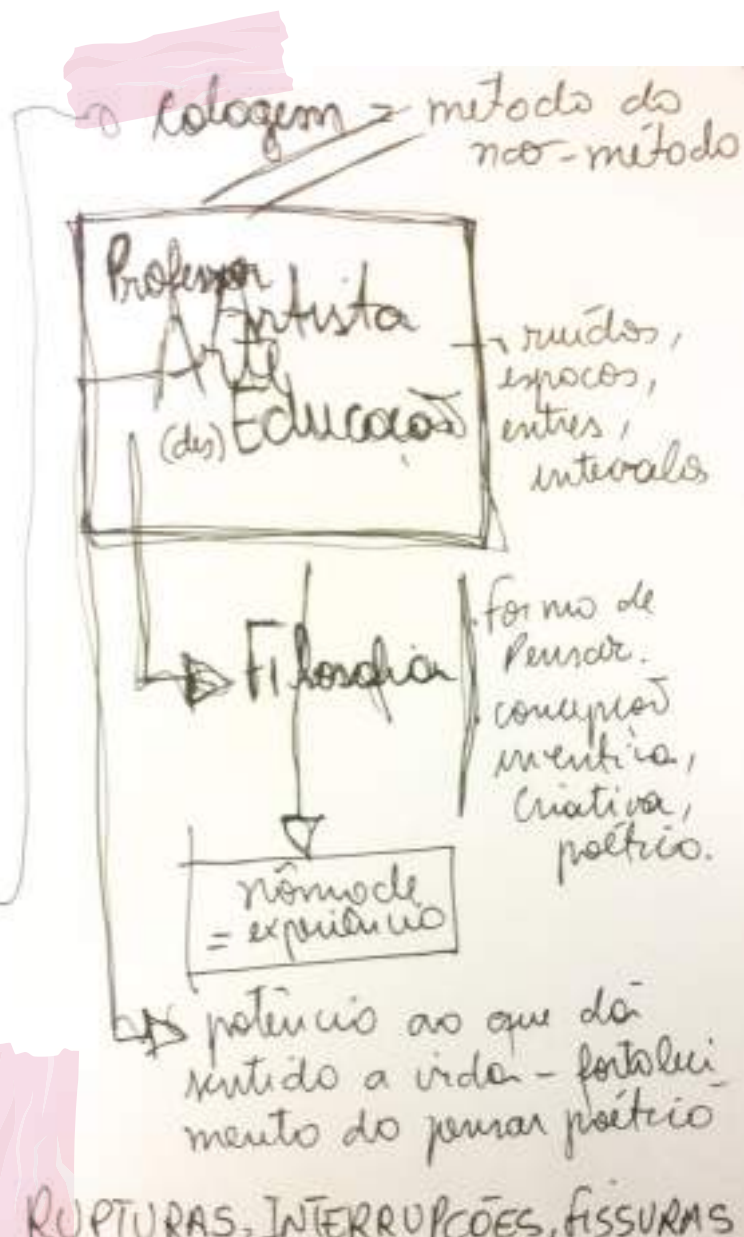 colagem = método do
não-método
Professor
Artista
Arte
(des) Educação
ruídos,
espaços,
entres,
intervalos
Filosofia
forma de
Pensar.
concepção
inventiva,
criativa,
poética.
nômade
= experiência
potência ao que dá
sentido a vida - fortaleci
mento do pensar poético
RUPTURAS, INTERRUPÇÕES, FISSURAS